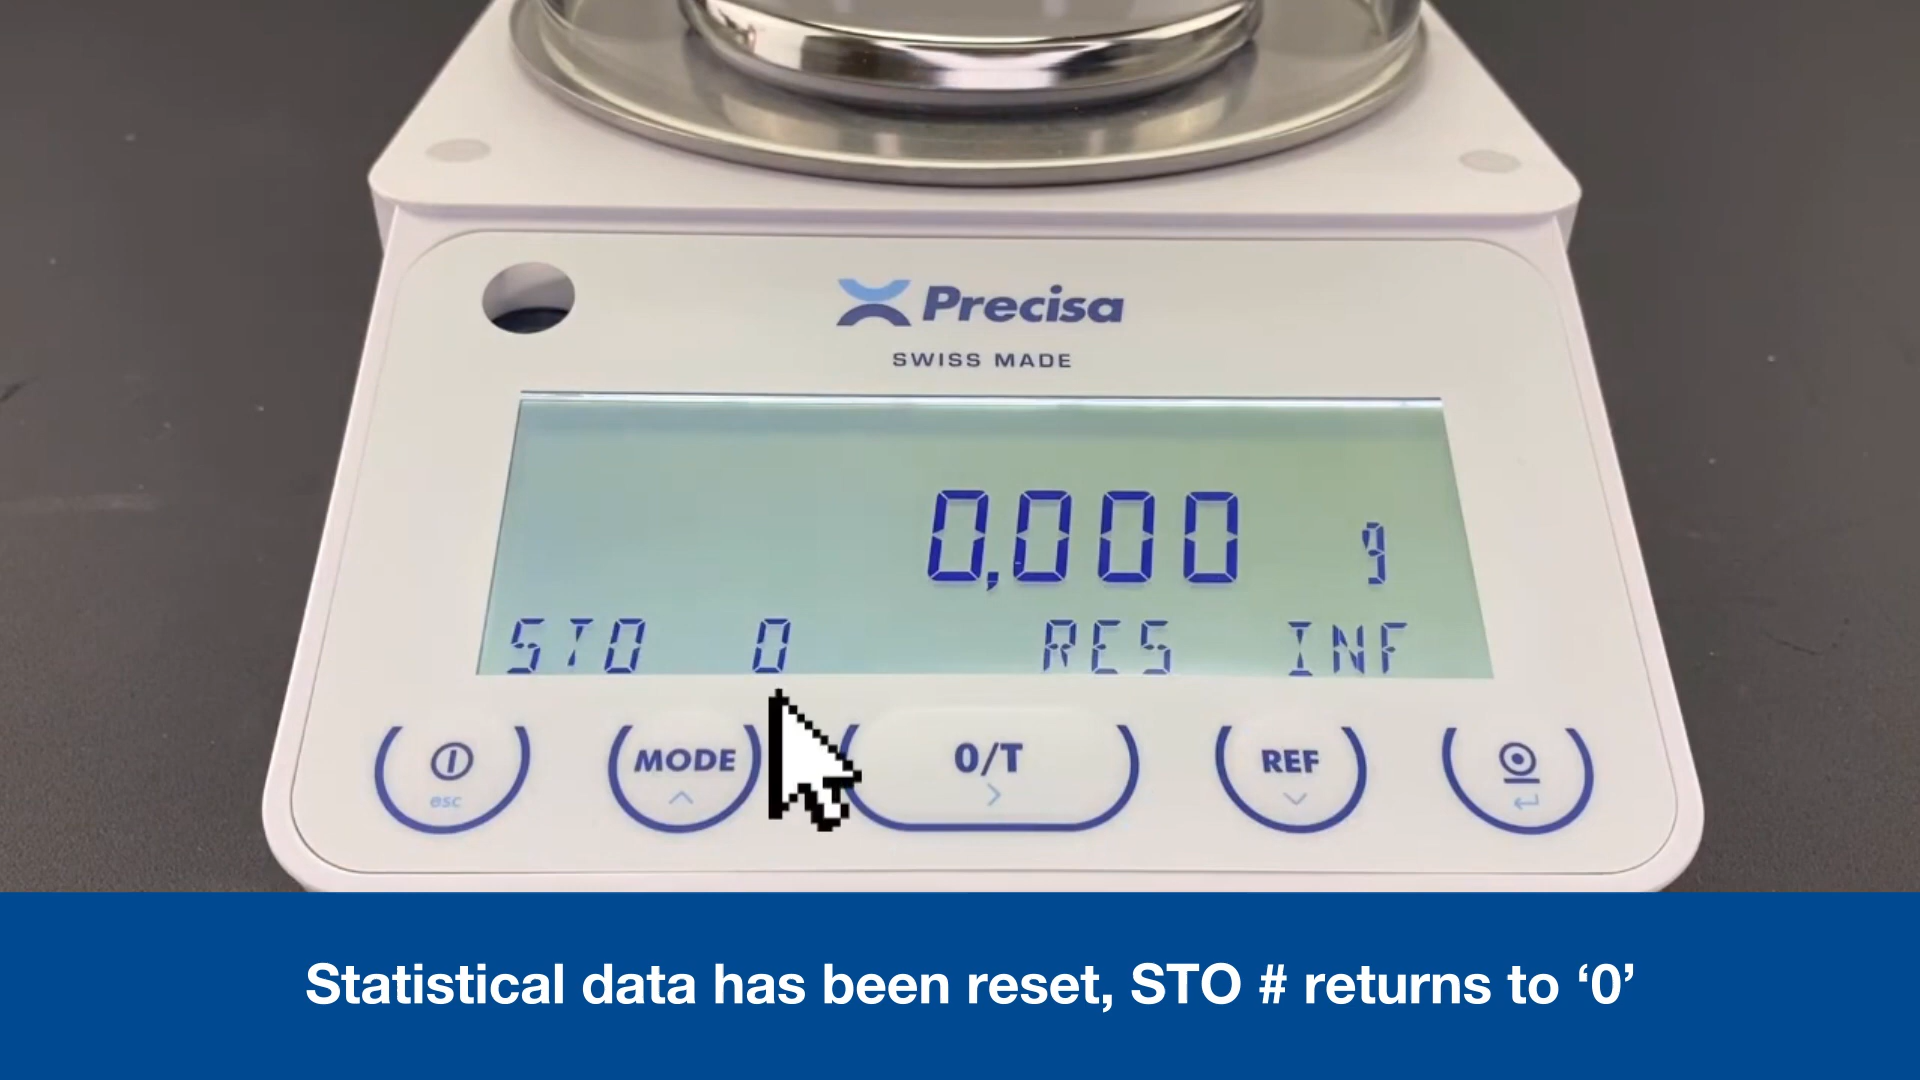 Precisa
SWISS MADE
0,000 g
STO 0 RES INF
esc MODE 0/T REF
Statistical data has been reset, STO # returns to ‘0’